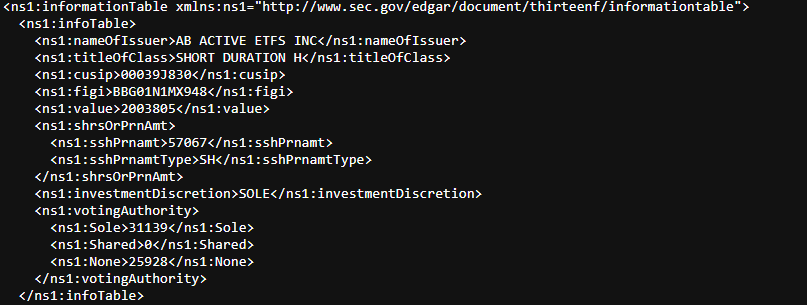 <ns1:informationTable xmlns:ns1="http://www.sec.gov/edgar/document/thirteenf/informationtable">
<ns1:infoTable>
<ns1:nameOfIssuer>AB ACTIVE ETFS INC</ns1:nameOfIssuer>
<ns1:titleOfClass>SHORT DURATION H</ns1:titleOfClass>
<ns1:cusip>00039J830</ns1:cusip>
<ns1:figi>BBG01N1MX948</ns1:figi>
<ns1:value>2003805</ns1:value>
<ns1:shrsOrPrnAmt>
<ns1:sshPrnamt>57067</ns1:sshPrnamt>
<ns1:sshPrnamtType>SH</ns1:sshPrnamtType>
</ns1:shrsOrPrnAmt>
<ns1:investmentDiscretion>SOLE</ns1:investmentDiscretion>
<ns1:votingAuthority>
<ns1:Sole>31139</ns1:Sole>
<ns1:Shared>0</ns1:Shared>
<ns1:None>25928</ns1:None>
</ns1:votingAuthority>
</ns1:infoTable>